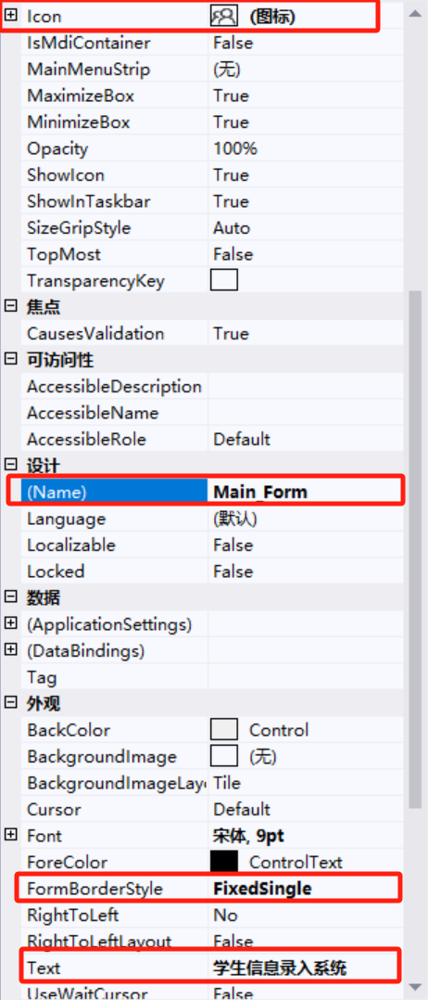 Icon (图标)
IsMdiContainer False
MainMenuStrip (无)
MaximizeBox True
MinimizeBox True
Opacity 100%
ShowIcon True
ShowInTaskbar True
SizeGripStyle Auto
TopMost False
TransparencyKey
焦点
CausesValidation True
可访问性
AccessibleDescription
AccessibleName
AccessibleRole Default
设计
(Name) Main_Form
Language (默认)
Localizable False
Locked False
数据
(ApplicationSettings)
(DataBindings)
Tag
外观
BackColor Control
BackgroundImage (无)
BackgroundImageLay Tile
Cursor Default
Font 宋体, 9pt
ForeColor ControlText
FormBorderStyle FixedSingle
RightToLeft No
RightToLeftLayout False
Text 学生信息录入系统
UseWaitCursor False